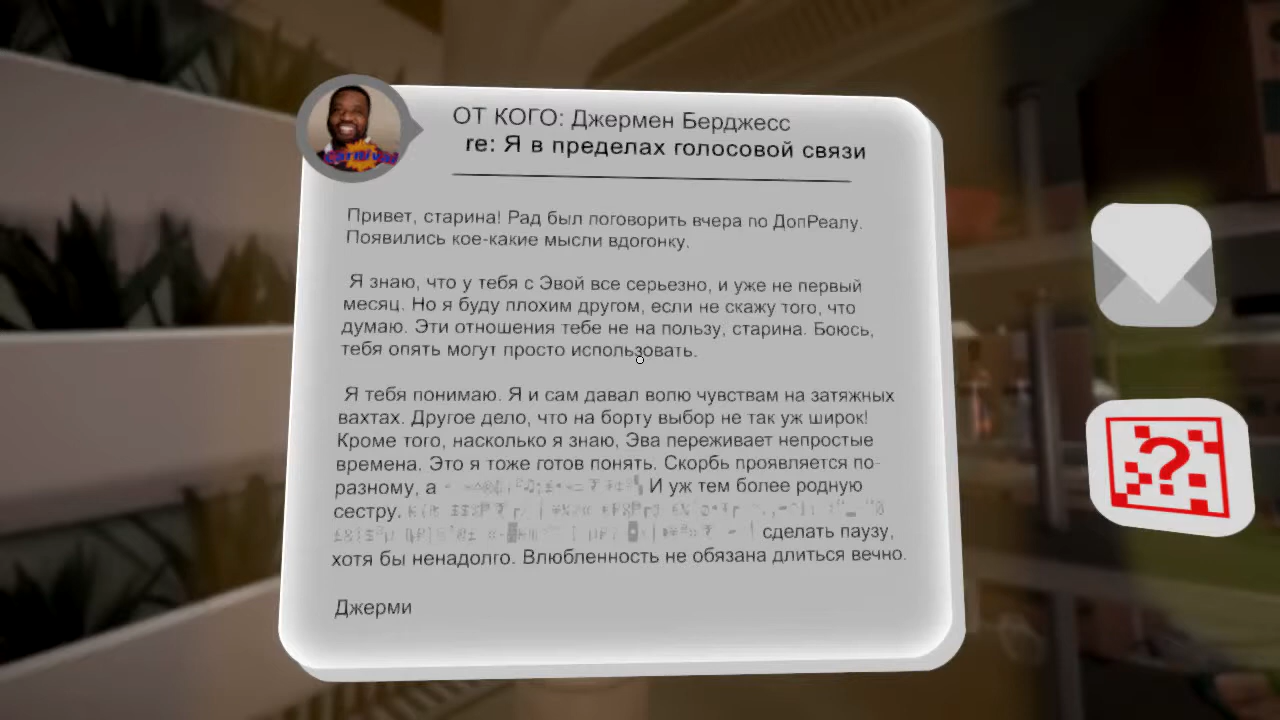 ОТ КОГО: Джермен Берджесс
re: Я в пределах голосовой связи
Привет, старина! Рад был поговорить вчера по ДопРеалу.
Появились кое-какие мысли вдогонку.
Я знаю, что у тебя с Эвой все серьезно, и уже не первый
месяц. Но я буду плохим другом, если не скажу того, что
думаю. Эти отношения тебе не на пользу, старина. Боюсь,
тебя опять могут просто использовать.
Я тебя понимаю. Я и сам давал волю чувствам на затяжных
вахтах. Другое дело, что на борту выбор не так уж широк!
Кроме того, насколько я знаю, Эва переживает непростые
времена. Это я тоже готов понять. Скорбь проявляется по-
разному, а И уж тем более родную
сестру.
сделать паузу,
хотя бы ненадолго. Влюбленность не обязана длиться вечно.
Джерми